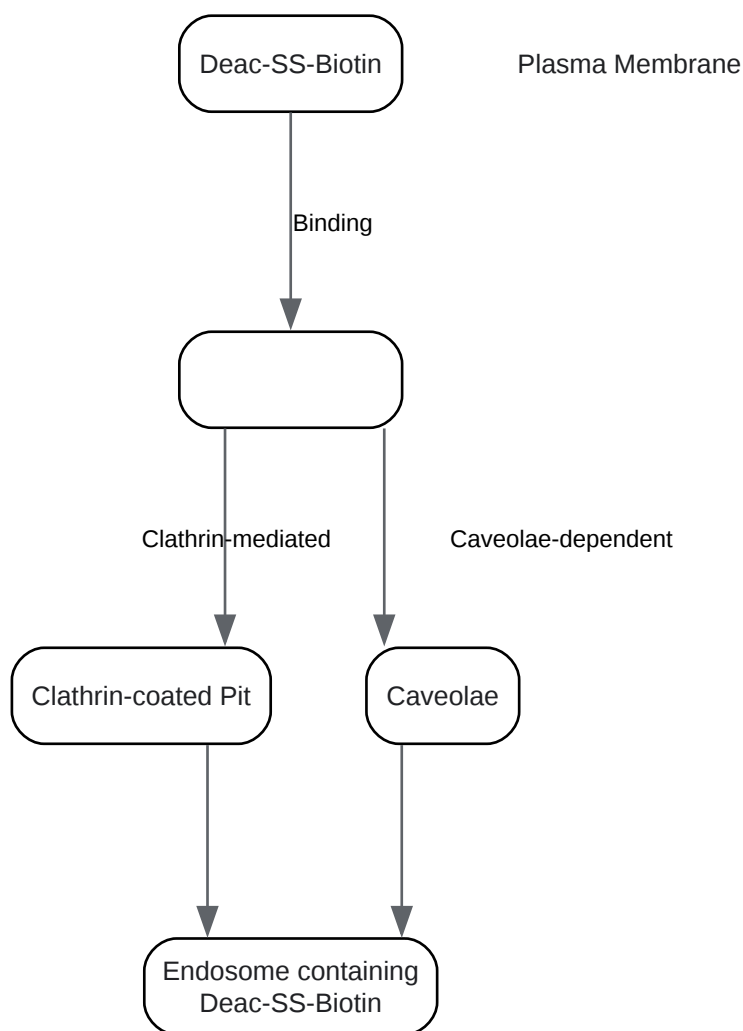 Deac-SS-Biotin
Plasma Membrane
Binding
Clathrin-mediated
Caveolae-dependent
Clathrin-coated Pit
Caveolae
Endosome containing
Deac-SS-Biotin